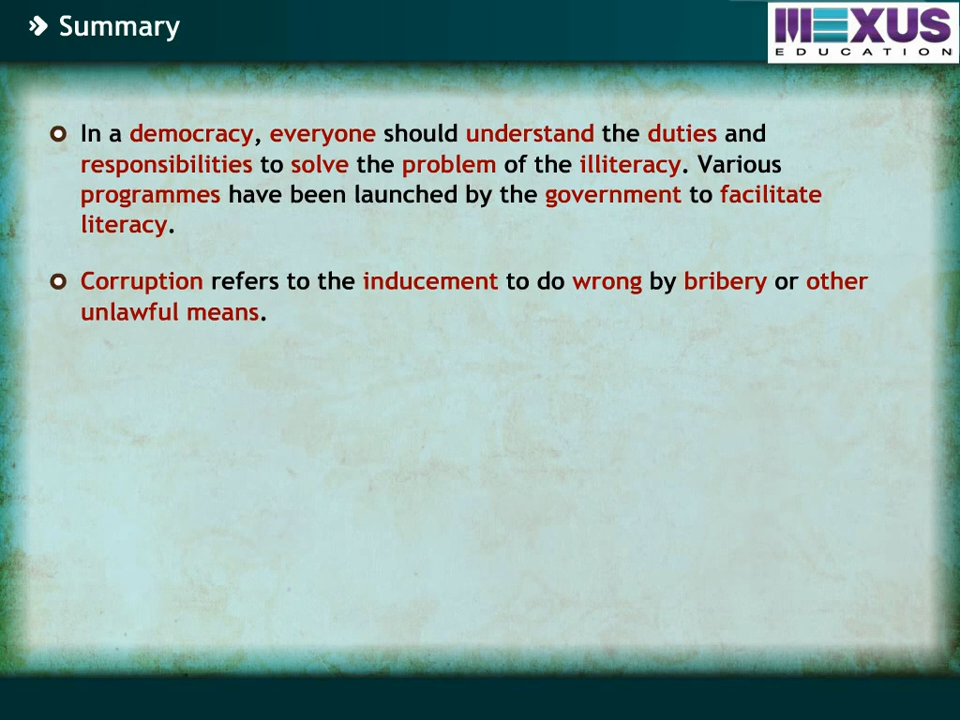 Summary
MEXUS
EDUCATION
In a democracy, everyone should understand the duties and
responsibilities to solve the problem of the illiteracy. Various
programmes have been launched by the government to facilitate
literacy.
Corruption refers to the inducement to do wrong by bribery or other
unlawful means.